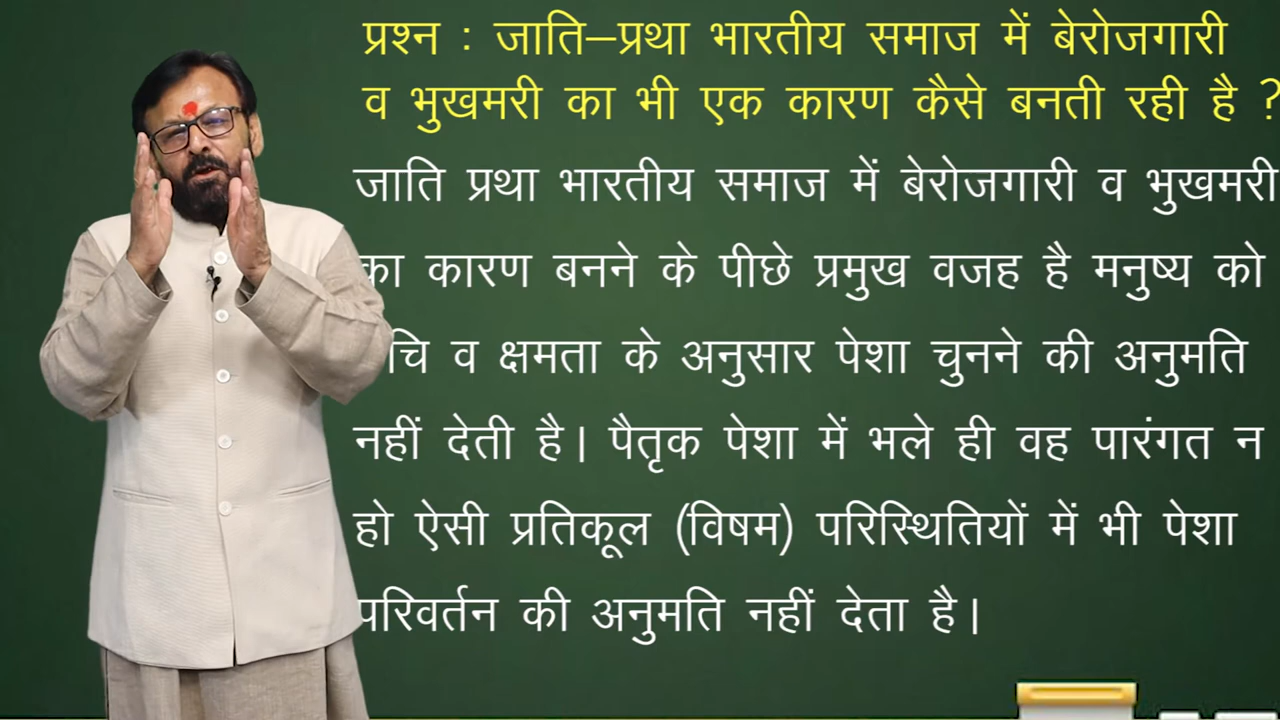 प्रश्न : जाति–प्रथा भारतीय समाज में बेरोजगारी
व भुखमरी का भी एक कारण कैसे बनती रही है ?
जाति प्रथा भारतीय समाज में बेरोजगारी व भुखमरी
का कारण बनने के पीछे प्रमुख वजह है मनुष्य को
व क्षमता के अनुसार पेशा चुनने की अनुमति
नहीं देती है। पैतृक पेशा में भले ही वह पारंगत न
हो ऐसी प्रतिकूल (विषम) परिस्थितियों में भी पेशा
परिवर्तन की अनुमति नहीं देता है।